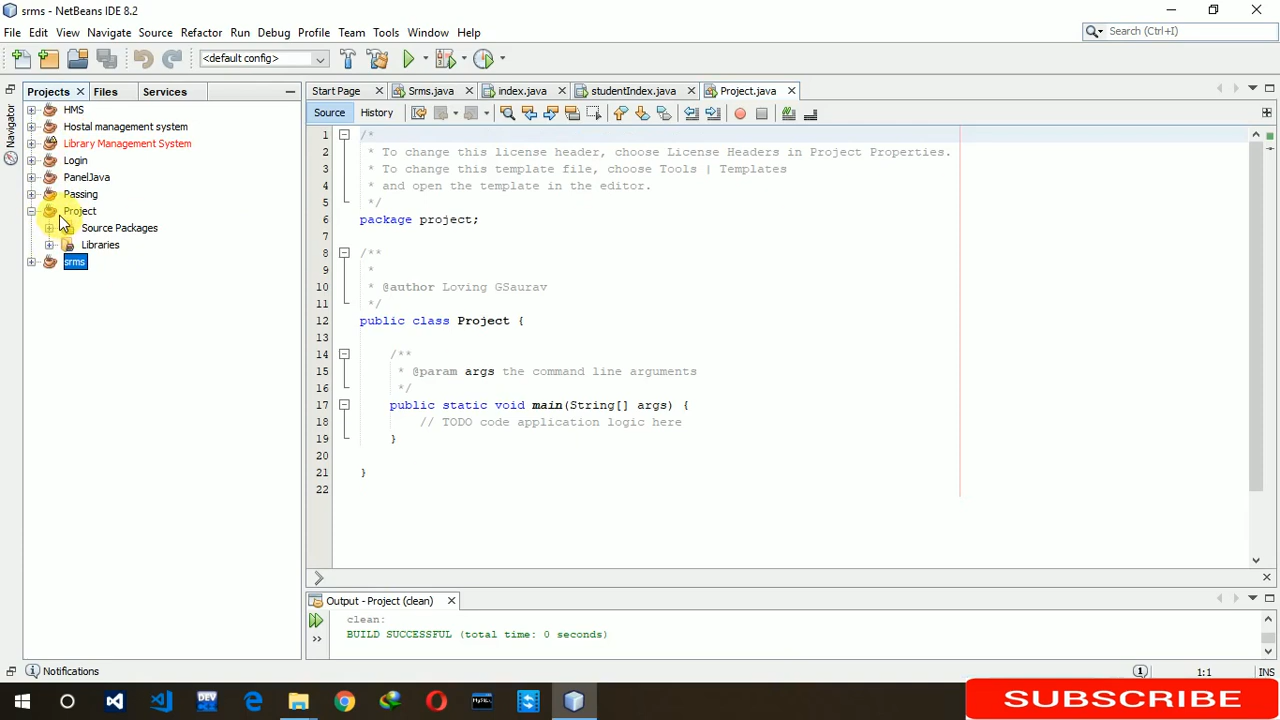 srms - NetBeans IDE 8.2
File Edit View Navigate Source Refactor Run Debug Profile Team Tools Window Help
Search (Ctrl+I)
<default config>
Projects Files Services
Start Page Srms.java index.java studentIndex.java Project.java
Source History
Navigator
HMS
Hostal management system
Library Management System
Login
PanelJava
Passing
Project
Source Packages
Libraries
srms
1 /*
2 * To change this license header, choose License Headers in Project Properties.
3 * To change this template file, choose Tools | Templates
4 * and open the template in the editor.
5 */
6 package project;
7
8 /**
9 *
10 * @author Loving GSaurav
11 */
12 public class Project {
13
14 /**
15 * @param args the command line arguments
16 */
17 public static void main(String[] args) {
18 // TODO code application logic here
19 }
20
21 }
22
Output - Project (clean)
clean:
BUILD SUCCESSFUL (total time: 0 seconds)
Notifications
1
1:1
INS
DEV
MySQL
SUBSCRIBE